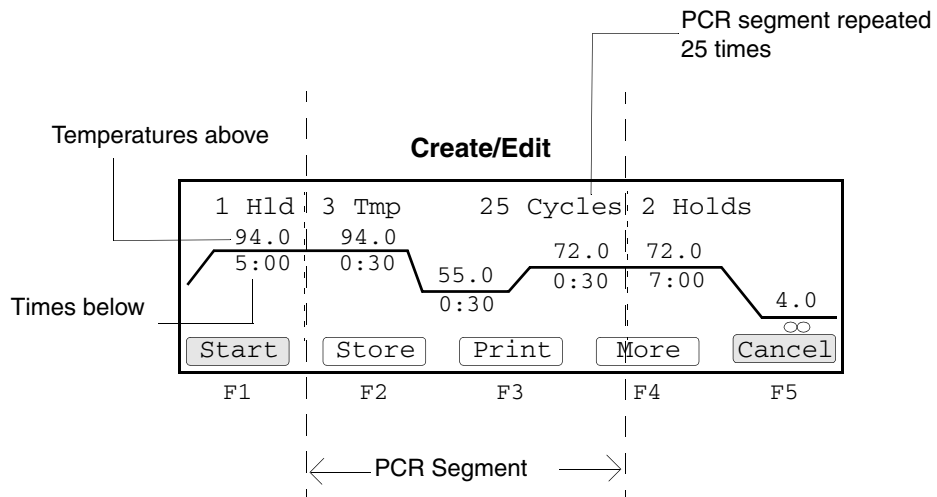 PCR segment repeated
25 times
Temperatures above
Create/Edit
1 Hld 3 Tmp 25 Cycles 2 Holds
94.0 94.0 72.0 72.0
5:00 0:30 55.0 0:30 7:00
0:30 4.0
Times below
∞
Start Store Print More Cancel
F1 F2 F3 F4 F5
PCR Segment